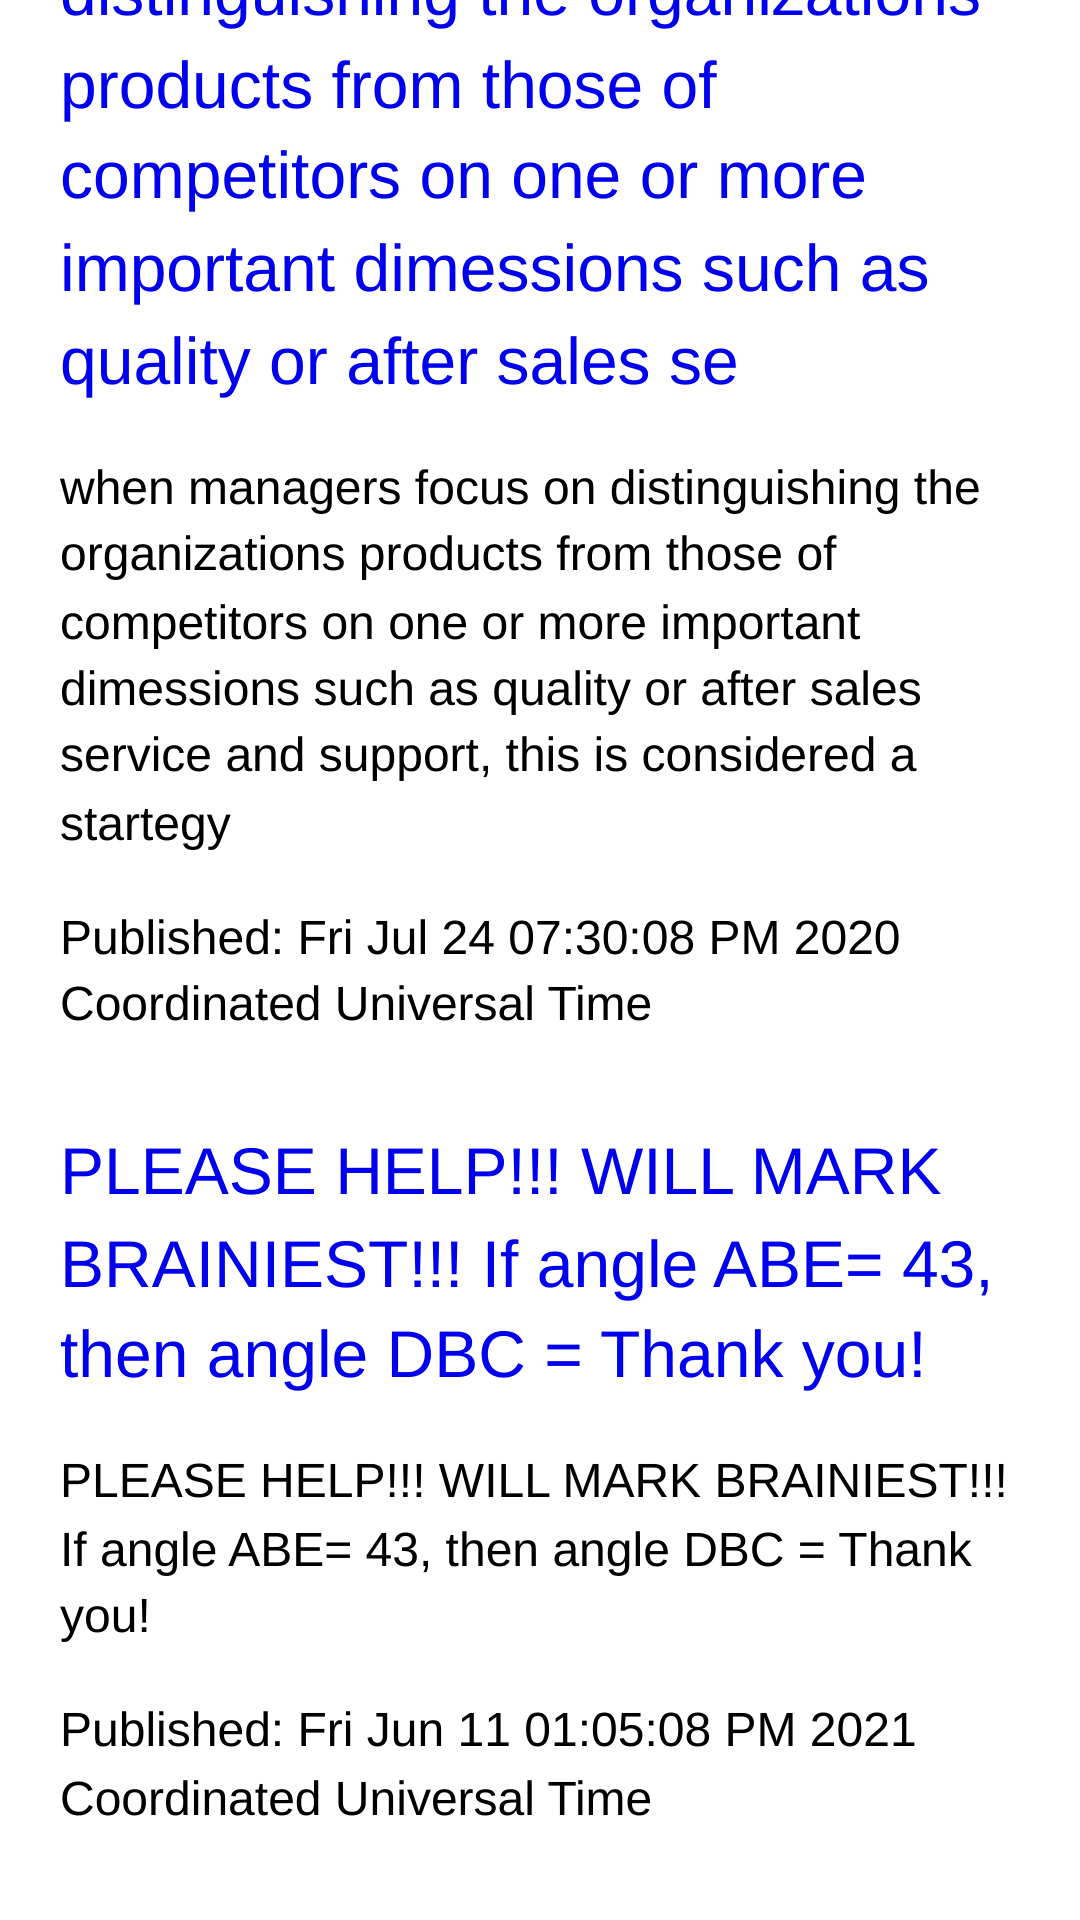 distinguishing the organizations
products from those of
competitors on one or more
important dimessions such as
quality or after sales se
when managers focus on distinguishing the
organizations products from those of
competitors on one or more important
dimessions such as quality or after sales
service and support, this is considered a
startegy
Published: Fri Jul 24 07:30:08 PM 2020
Coordinated Universal Time
PLEASE HELP!!! WILL MARK
BRAINIEST!!! If angle ABE= 43,
then angle DBC = Thank you!
PLEASE HELP!!! WILL MARK BRAINIEST!!!
If angle ABE= 43, then angle DBC = Thank
you!
Published: Fri Jun 11 01:05:08 PM 2021
Coordinated Universal Time